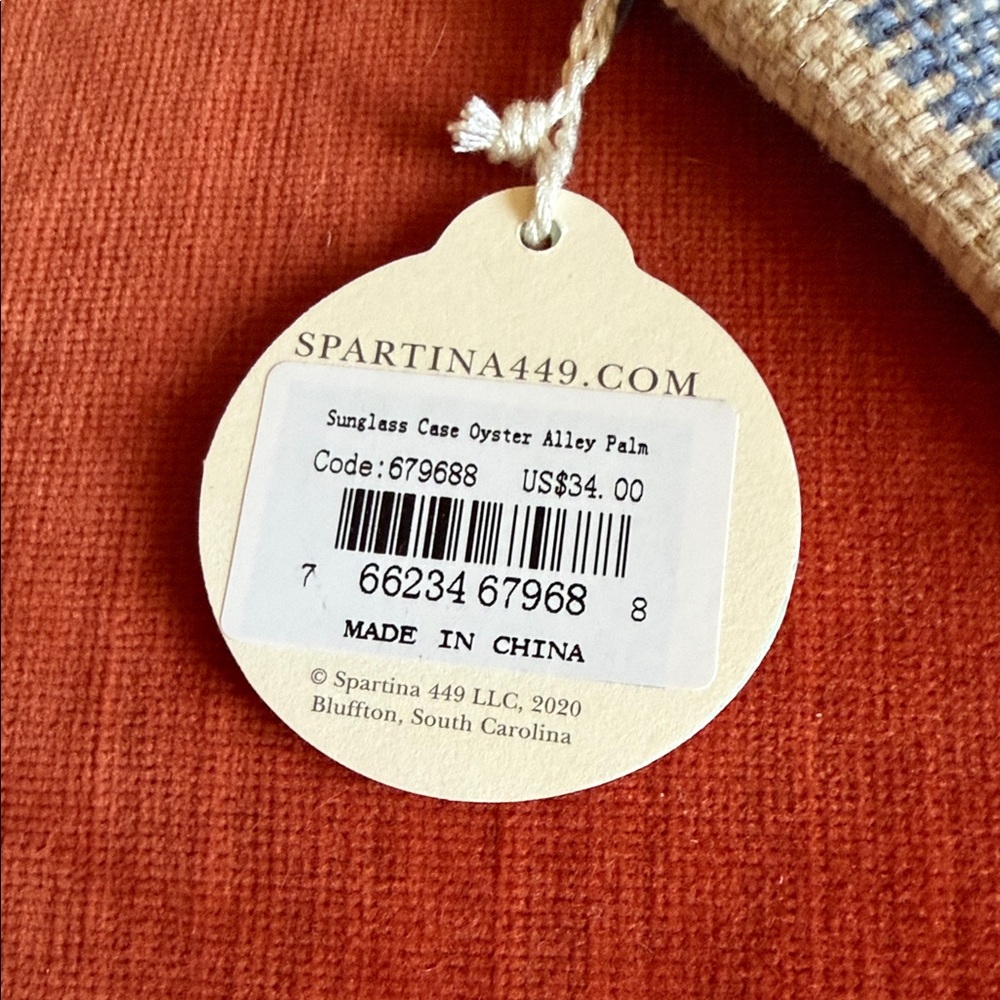 SPARTINA449.COM
Sunglass Case Oyster Alley Palm
Code:679688 US$34.00
7 66234 67968 8
MADE IN CHINA
© Spartina 449 LLC, 2020
Bluffton, South Carolina